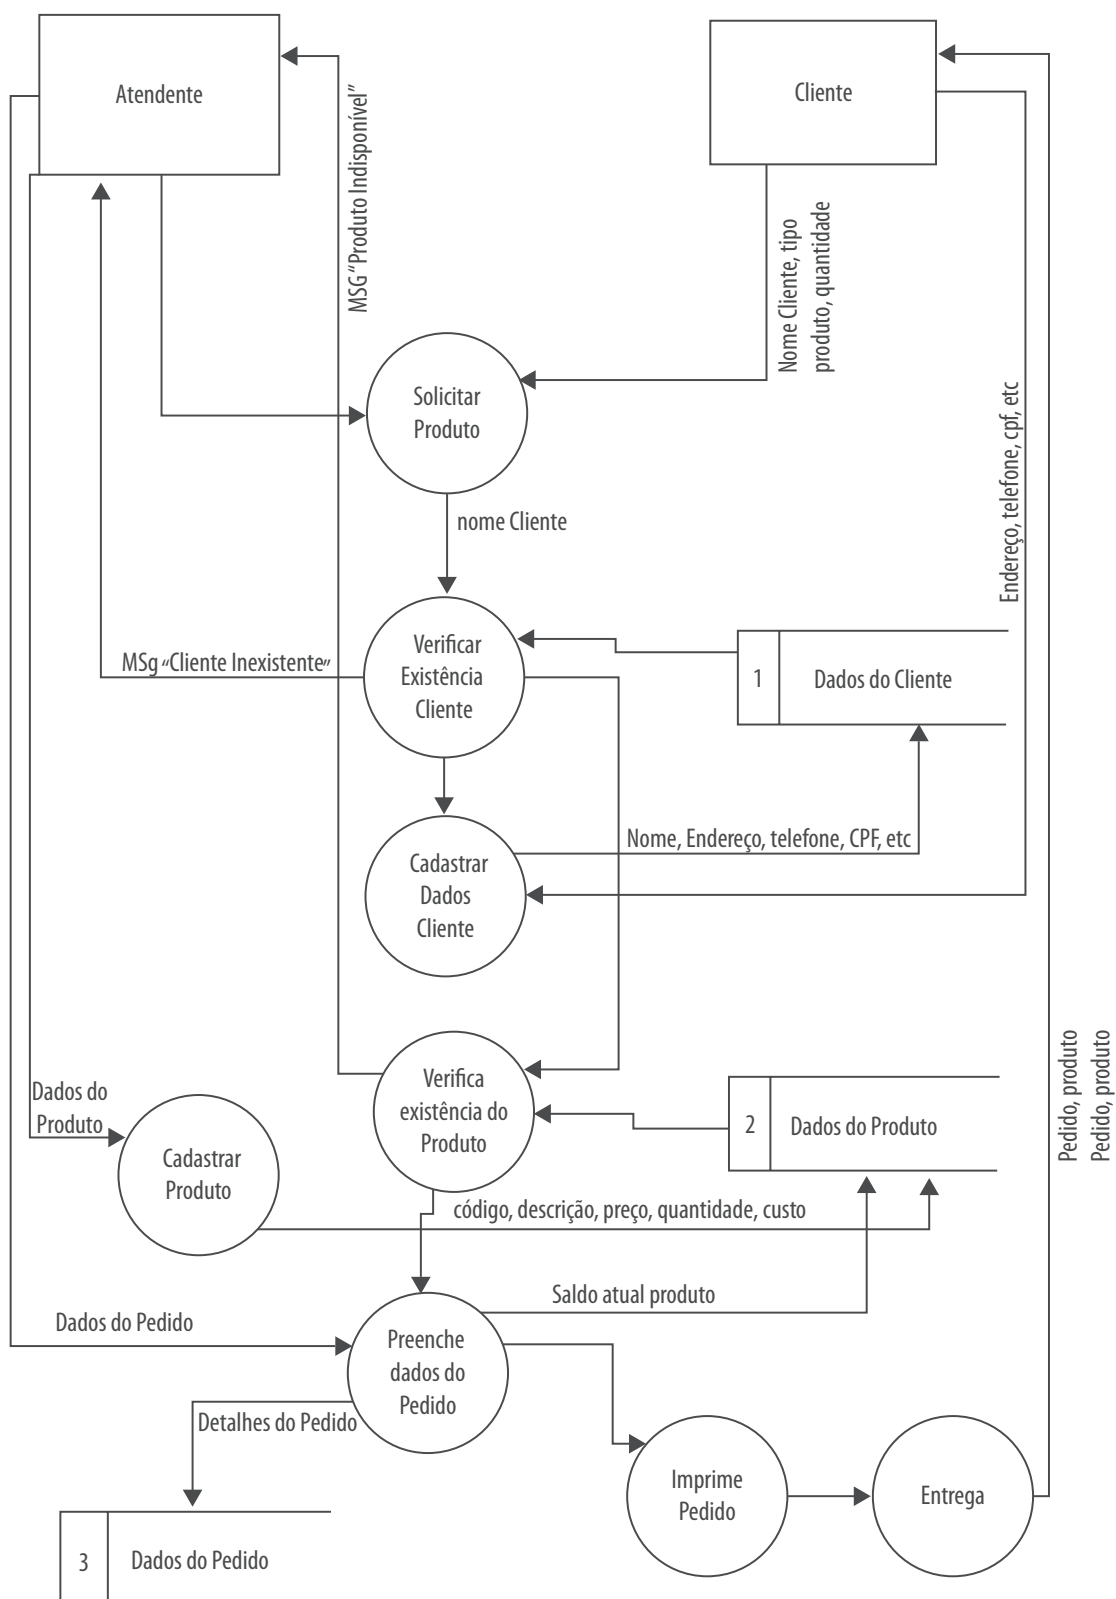 Atendente
Cliente
MSG “Produto Indisponível”
Nome Cliente, tipo
produto, quantidade
Solicitar
Produto
Endereço, telefone, cpf, etc
nome Cliente
Verificar
Existência
Cliente
MSg “Cliente Inexistente”
1
Dados do Cliente
Nome, Endereço, telefone, CPF, etc
Cadastrar
Dados
Cliente
Verifica
existência do
Produto
2
Dados do Produto
Pedido, produto
Pedido, produto
Dados do
Produto
Cadastrar
Produto
código, descrição, preço, quantidade, custo
Saldo atual produto
Dados do Pedido
Preenche
dados do
Pedido
Detalhes do Pedido
Imprime
Pedido
Entrega
3
Dados do Pedido